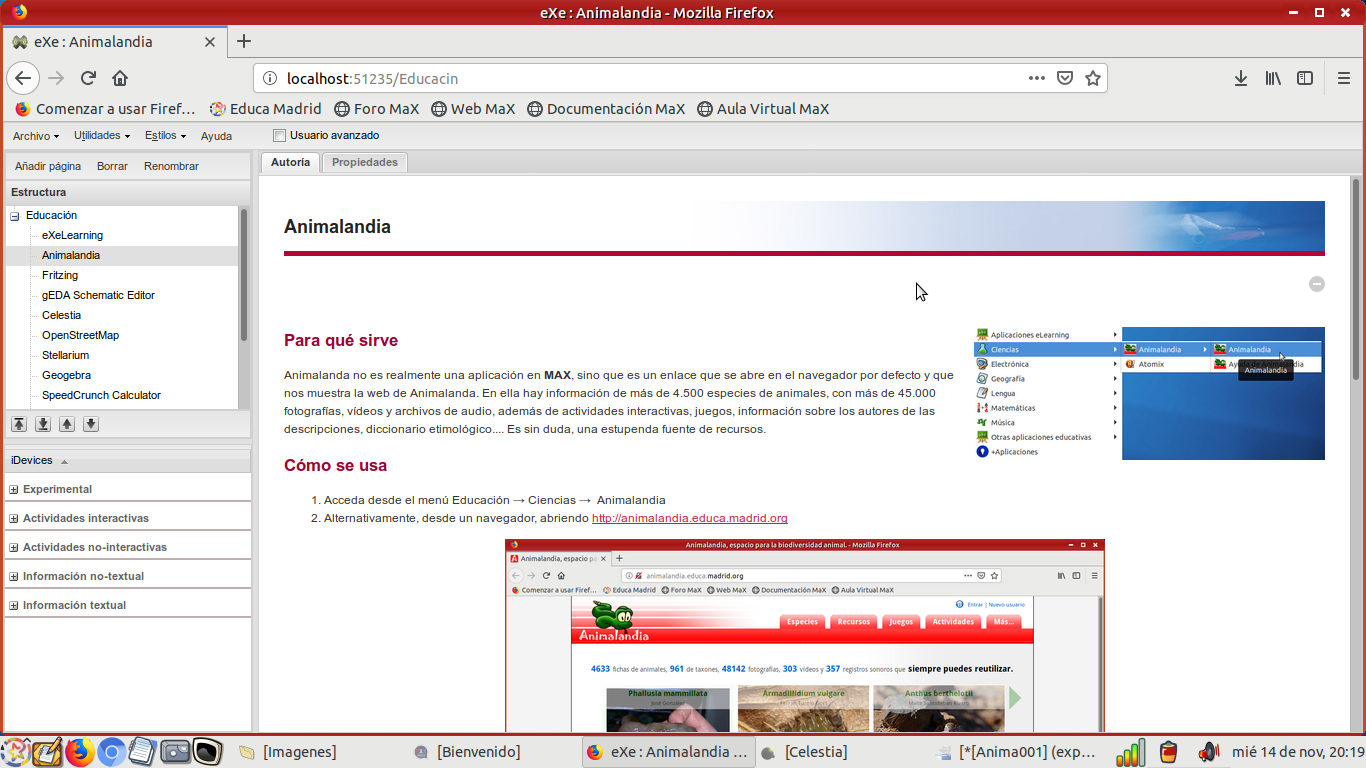 eXe : Animalandia - Mozilla Firefox
eXe : Animalandia
localhost:51235/Educacin
Comenzar a usar Firef… Educa Madrid Foro MaX Web MaX Documentación MaX Aula Virtual MaX
Archivo Utilidades Estilos Ayuda Usuario avanzado
Añadir página Borrar Renombrar
Autoría Propiedades
Estructura
Educación
eXeLearning
Animalandia
Fritzing
gEDA Schematic Editor
Celestia
OpenStreetMap
Stellarium
Geogebra
SpeedCrunch Calculator
iDevices
Experimental
Actividades interactivas
Actividades no-interactivas
Información no-textual
Información textual
Animalandia
Para qué sirve
Animalanda no es realmente una aplicación en MAX, sino que es un enlace que se abre en el navegador por defecto y que
nos muestra la web de Animalanda. En ella hay información de más de 4.500 especies de animales, con más de 45.000
fotografías, vídeos y archivos de audio, además de actividades interactivas, juegos, información sobre los autores de las
descripciones, diccionario etimológico.... Es sin duda, una estupenda fuente de recursos.
Aplicaciones eLearning
Ciencias Animalandia Animalandia
Electrónica Atomix
Animalandia
Geografía
Lengua
Matemáticas
Música
Otras aplicaciones educativas
+Aplicaciones
Cómo se usa
1. Acceda desde el menú Educación → Ciencias → Animalandia
2. Alternativamente, desde un navegador, abriendo http://animalandia.educa.madrid.org
Animalandia, espacio para la biodiversidad animal. - Mozilla Firefox
Animalandia, espacio p
animalandia.educa.madrid.org
Comenzar a usar Firef… Educa Madrid Foro MaX Web MaX Documentación MaX Aula Virtual MaX
Entrar | Nuevo usuario
Especies Recursos Juegos Actividades Más...
Animalandia
4633 fichas de animales, 961 de taxones, 48142 fotografías, 303 vídeos y 357 registros sonoros que siempre puedes reutilizar.
Phallusia mammillata Armadillidium vulgare Anthus berthelotii
[Imagenes] [Bienvenido] eXe : Animalandia … [Celestia] [*[Anima001] (exp… mié 14 de nov, 20:19